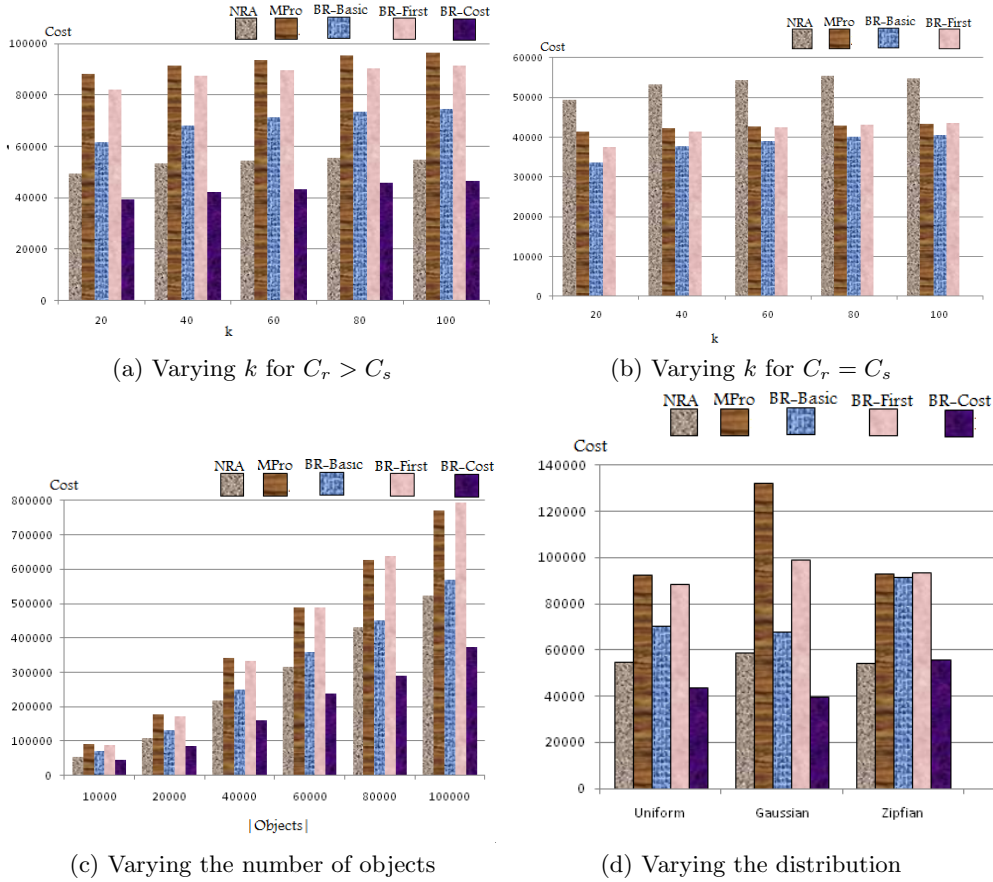 NRA MPro BR-Basic BR-First BR-Cost
Cost
100000
80000
60000
40000
20000
0
20 40 60 80 100
k
(a) Varying k for C_r > C_s
NRA MPro BR-Basic BR-First
Cost
60000
50000
40000
30000
20000
10000
0
20 40 60 80 100
k
(b) Varying k for C_r = C_s
NRA MPro BR-Basic BR-First BR-Cost
Cost
800000
700000
600000
500000
400000
300000
200000
100000
0
10000 20000 40000 60000 80000 100000
|Objects|
(c) Varying the number of objects
NRA MPro BR-Basic BR-First BR-Cost
Cost
140000
120000
100000
80000
60000
40000
20000
0
Uniform Gaussian Zipfian
(d) Varying the distribution